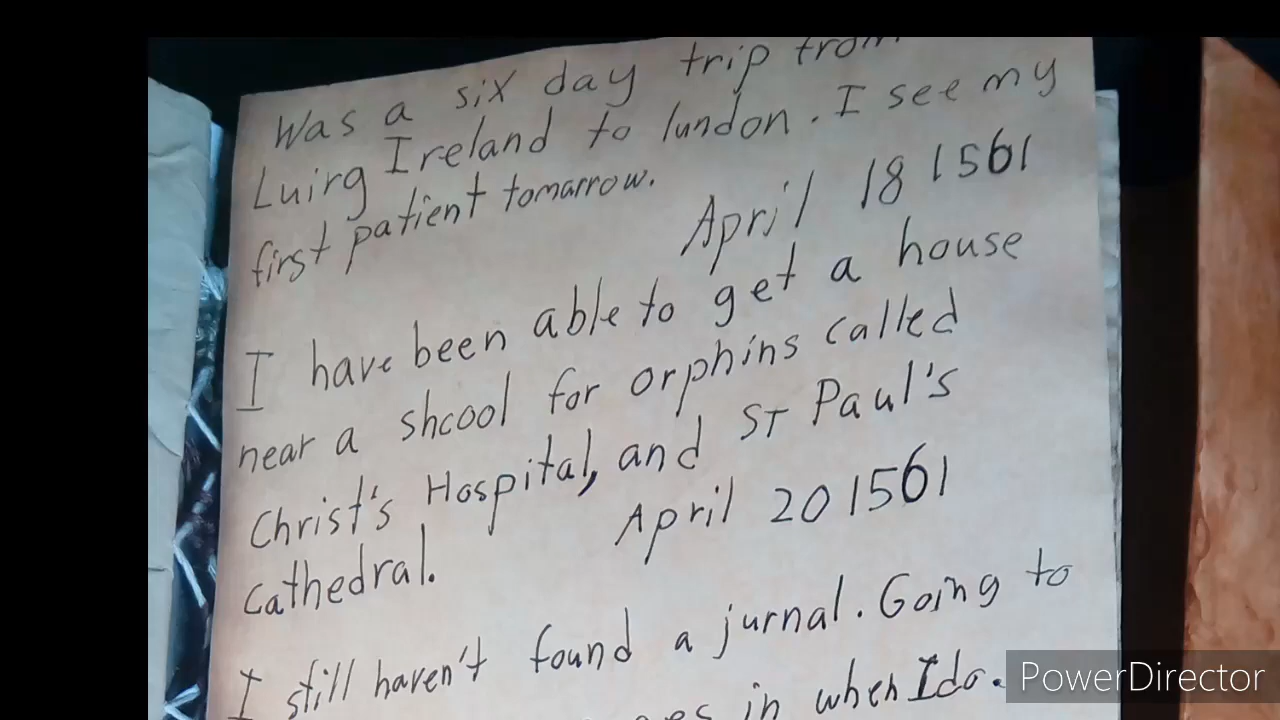 Was a six day trip from
Luirg Ireland to lundon. I see my
first patient tomarrow.
April 18 1561
I have been able to get a house
near a shcool for orphins called
Christ's Hospital, and ST Paul's
cathedral.
April 20 1561
I still haven't found a jurnal. Going to
in when I do.
PowerDirector